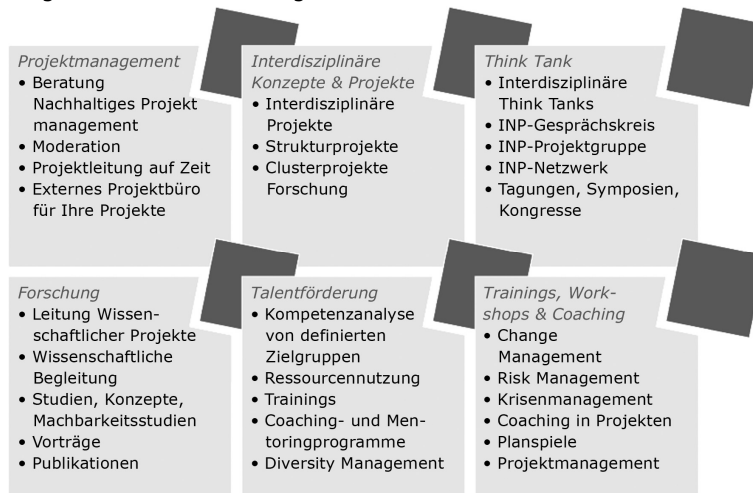 Projektmanagement
• Beratung
Nachhaltiges Projekt
management
• Moderation
• Projektleitung auf Zeit
• Externes Projektbüro
für Ihre Projekte
Interdisziplinäre
Konzepte & Projekte
• Interdisziplinäre
Projekte
• Strukturprojekte
• Clusterprojekte
Forschung
Think Tank
• Interdisziplinäre
Think Tanks
• INP-Gesprächskreis
• INP-Projektgruppe
• INP-Netzwerk
• Tagungen, Symposien,
Kongresse
Forschung
• Leitung Wissen-
schaftlicher Projekte
• Wissenschaftliche
Begleitung
• Studien, Konzepte,
Machbarkeitsstudien
• Vorträge
• Publikationen
Talentförderung
• Kompetenzanalyse
von definierten
Zielgruppen
• Ressourcennutzung
• Trainings
• Coaching- und Men-
toringprogramme
• Diversity Management
Trainings, Work-
shops & Coaching
• Change
Management
• Risk Management
• Krisenmanagement
• Coaching in Projekten
• Planspiele
• Projektmanagement